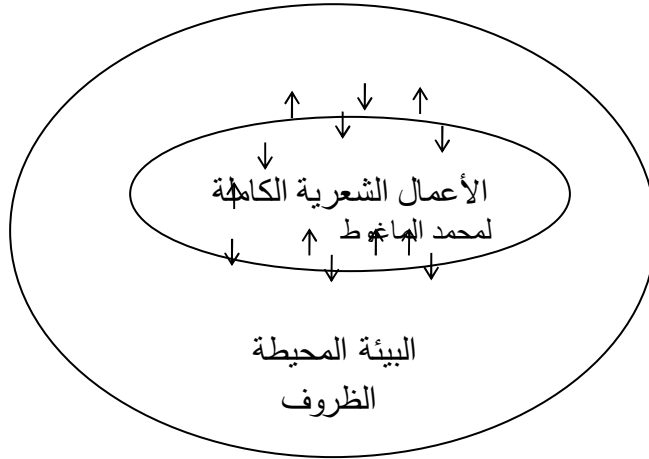 الأعمال الشعرية الكاملة
لمحمد الماغوط
البيئة المحيطة
الظروف